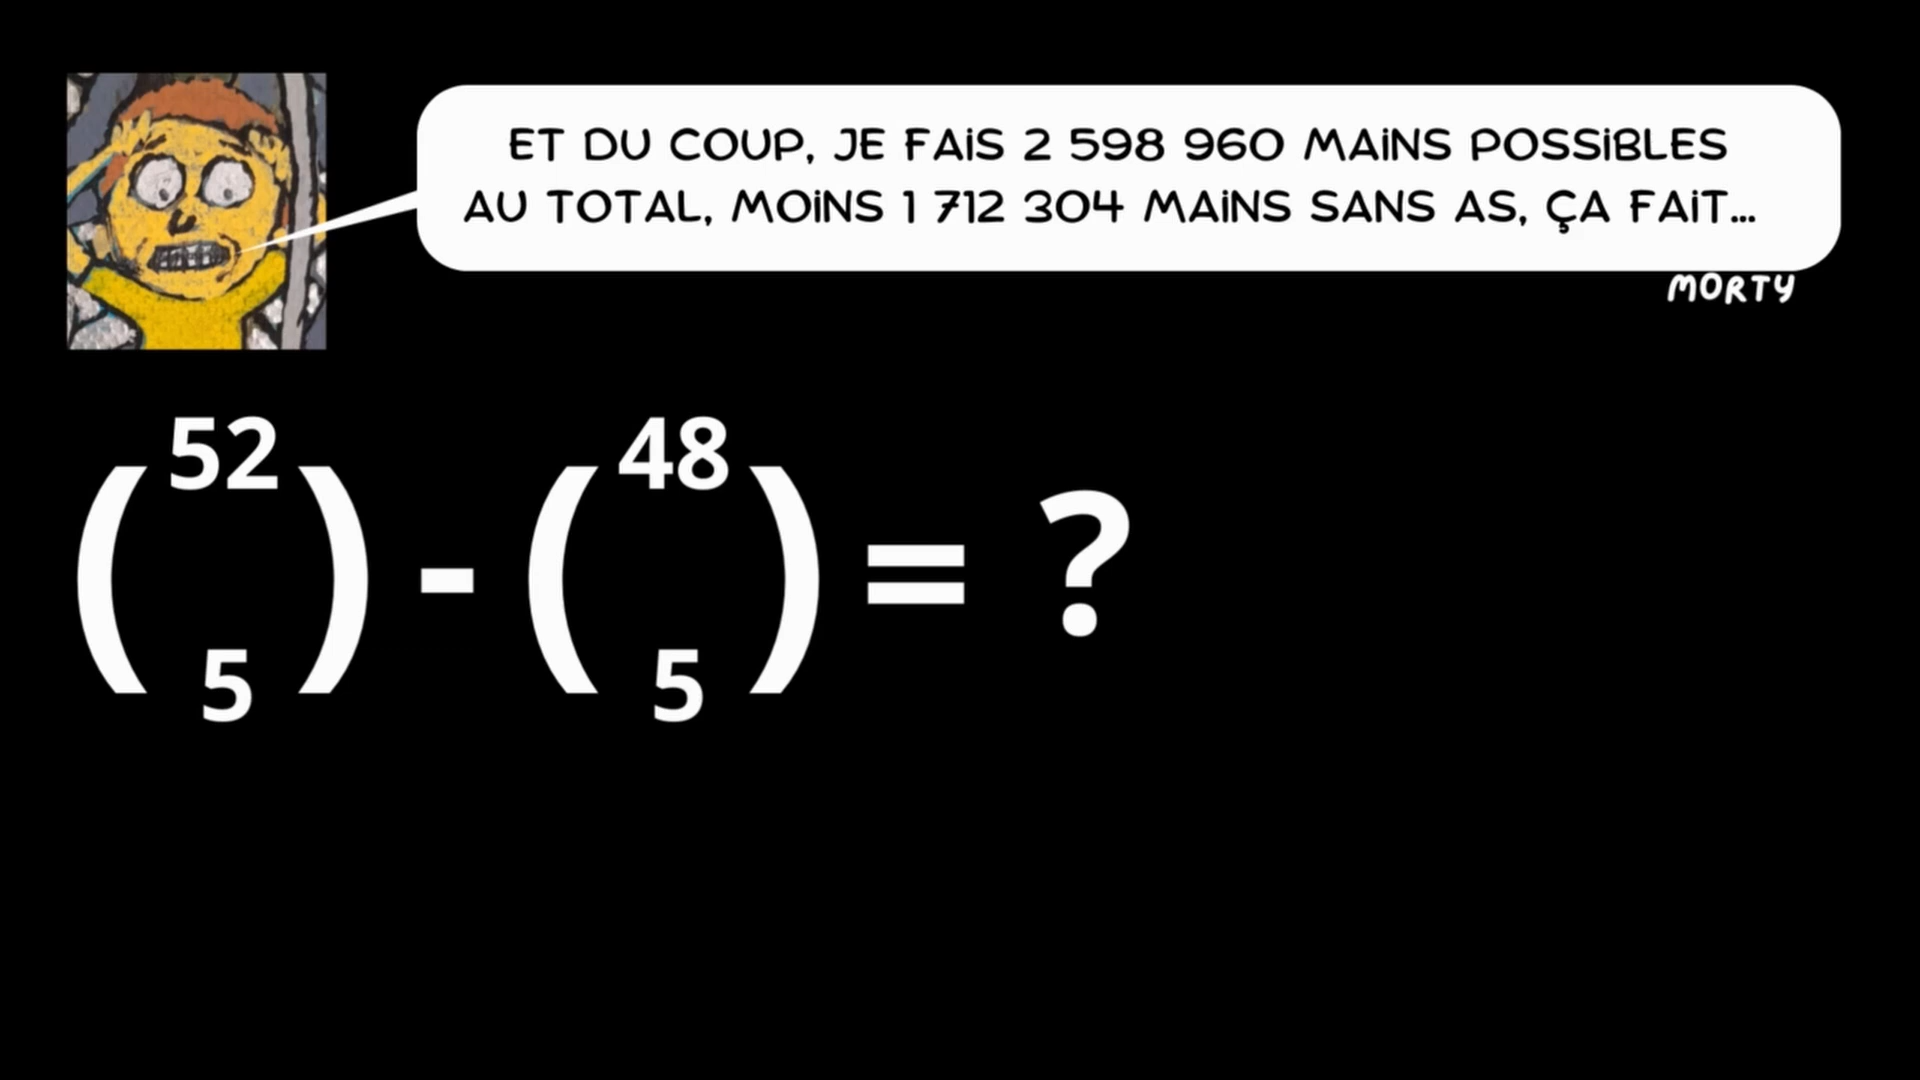 ET DU COUP, JE FAIS 2 598 960 MAINS POSSIBLES
AU TOTAL, MOINS 1 712 304 MAINS SANS AS, ÇA FAIT...
MORTY
52 48
( ) - ( ) = ?
5 5